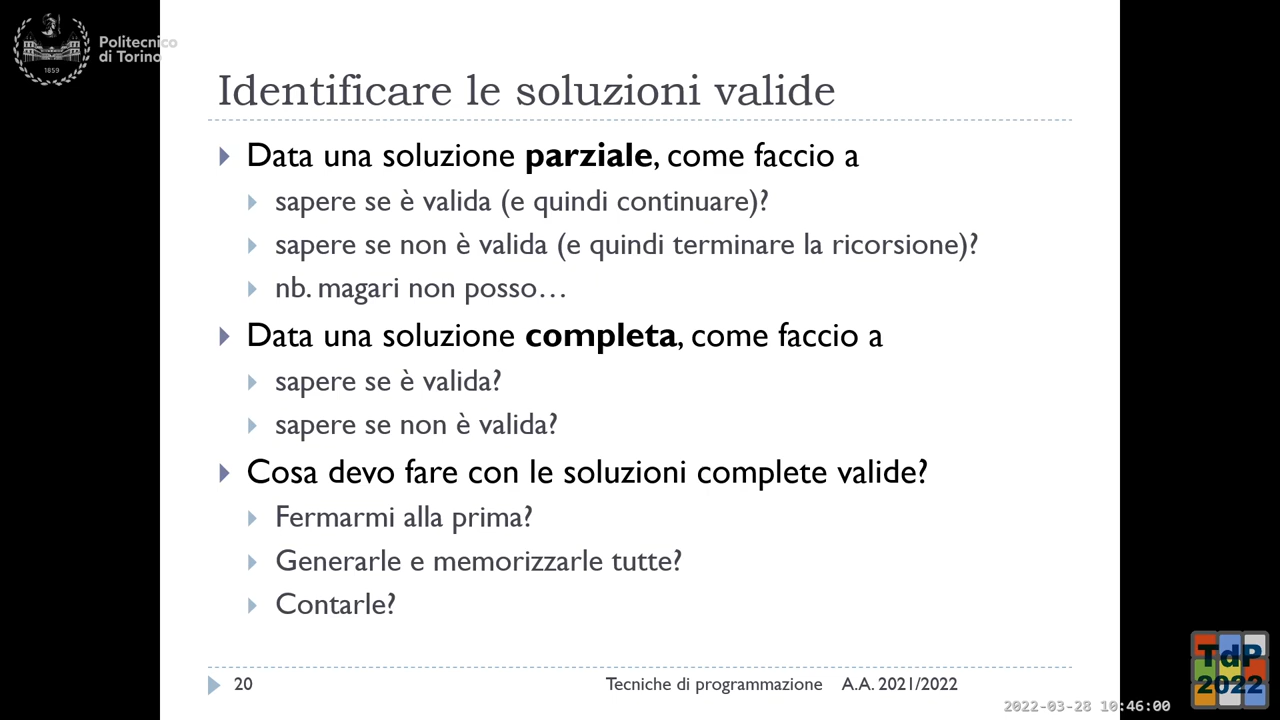 Politecnico
di Torino
1859
Identificare le soluzioni valide
Data una soluzione parziale, come faccio a
sapere se è valida (e quindi continuare)?
sapere se non è valida (e quindi terminare la ricorsione)?
nb. magari non posso…
Data una soluzione completa, come faccio a
sapere se è valida?
sapere se non è valida?
Cosa devo fare con le soluzioni complete valide?
Fermarmi alla prima?
Generarle e memorizzarle tutte?
Contarle?
20 Tecniche di programmazione A.A. 2021/2022
TdP
2022
2022-03-28 10:46:00